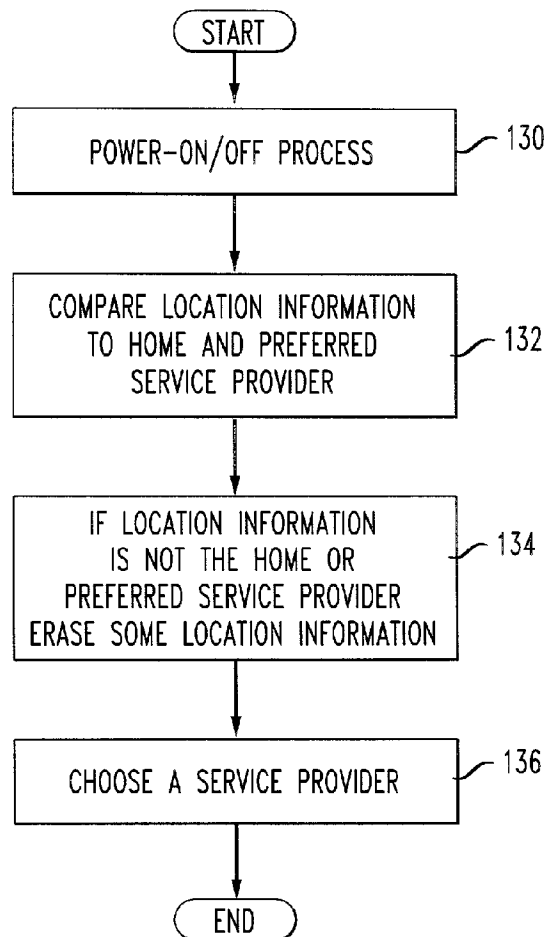 START
POWER-ON/OFF PROCESS
130
COMPARE LOCATION INFORMATION
TO HOME AND PREFERRED
SERVICE PROVIDER
132
IF LOCATION INFORMATION
IS NOT THE HOME OR
PREFERRED SERVICE PROVIDER
ERASE SOME LOCATION INFORMATION
134
CHOOSE A SERVICE PROVIDER
136
END